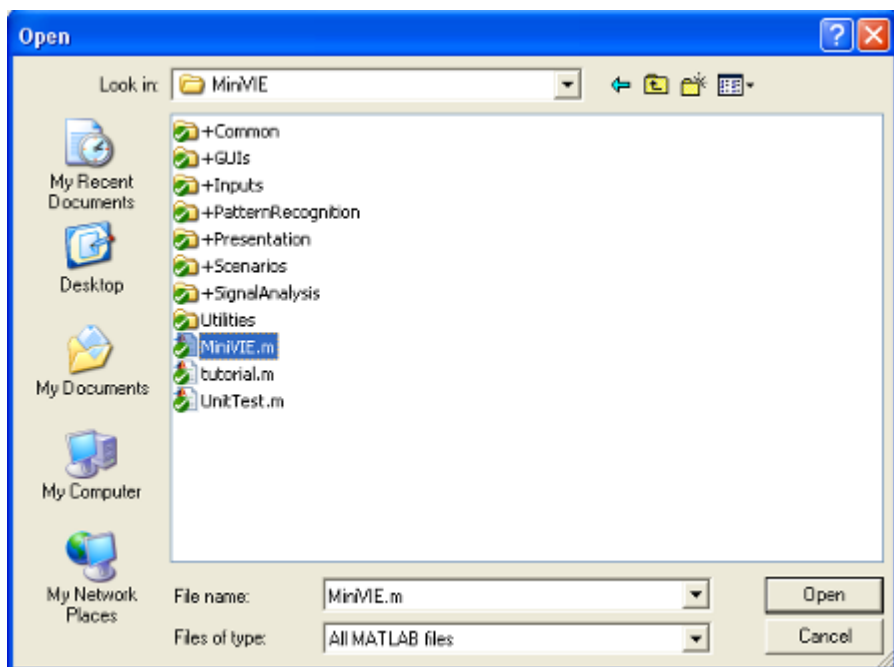 Open
Look in: MiniVIE
+Common
+GUIs
+Inputs
+PatternRecognition
+Presentation
+Scenarios
+SignalAnalysis
Utilities
MiniVIE.m
tutorial.m
UnitTest.m
My Recent
Documents
Desktop
My Documents
My Computer
My Network
Places
File name: MiniVIE.m Open
Files of type: All MATLAB files Cancel